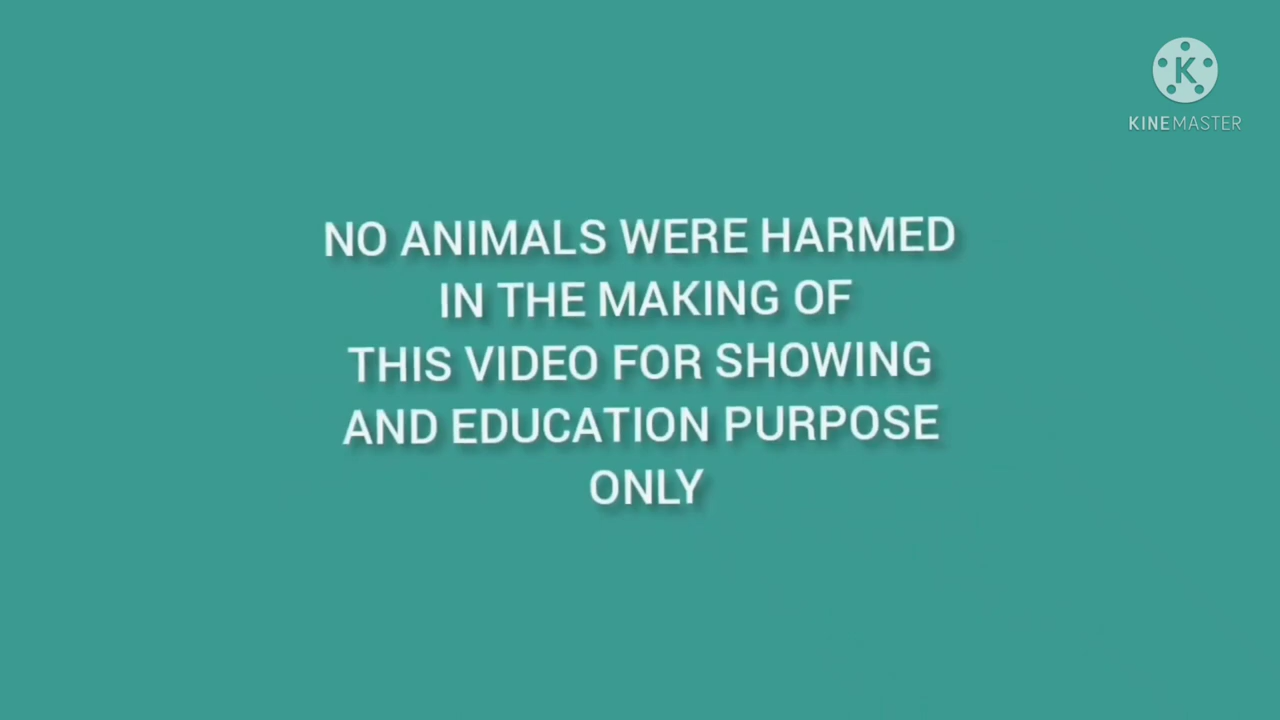 K
KINEMASTER
NO ANIMALS WERE HARMED
IN THE MAKING OF
THIS VIDEO FOR SHOWING
AND EDUCATION PURPOSE
ONLY